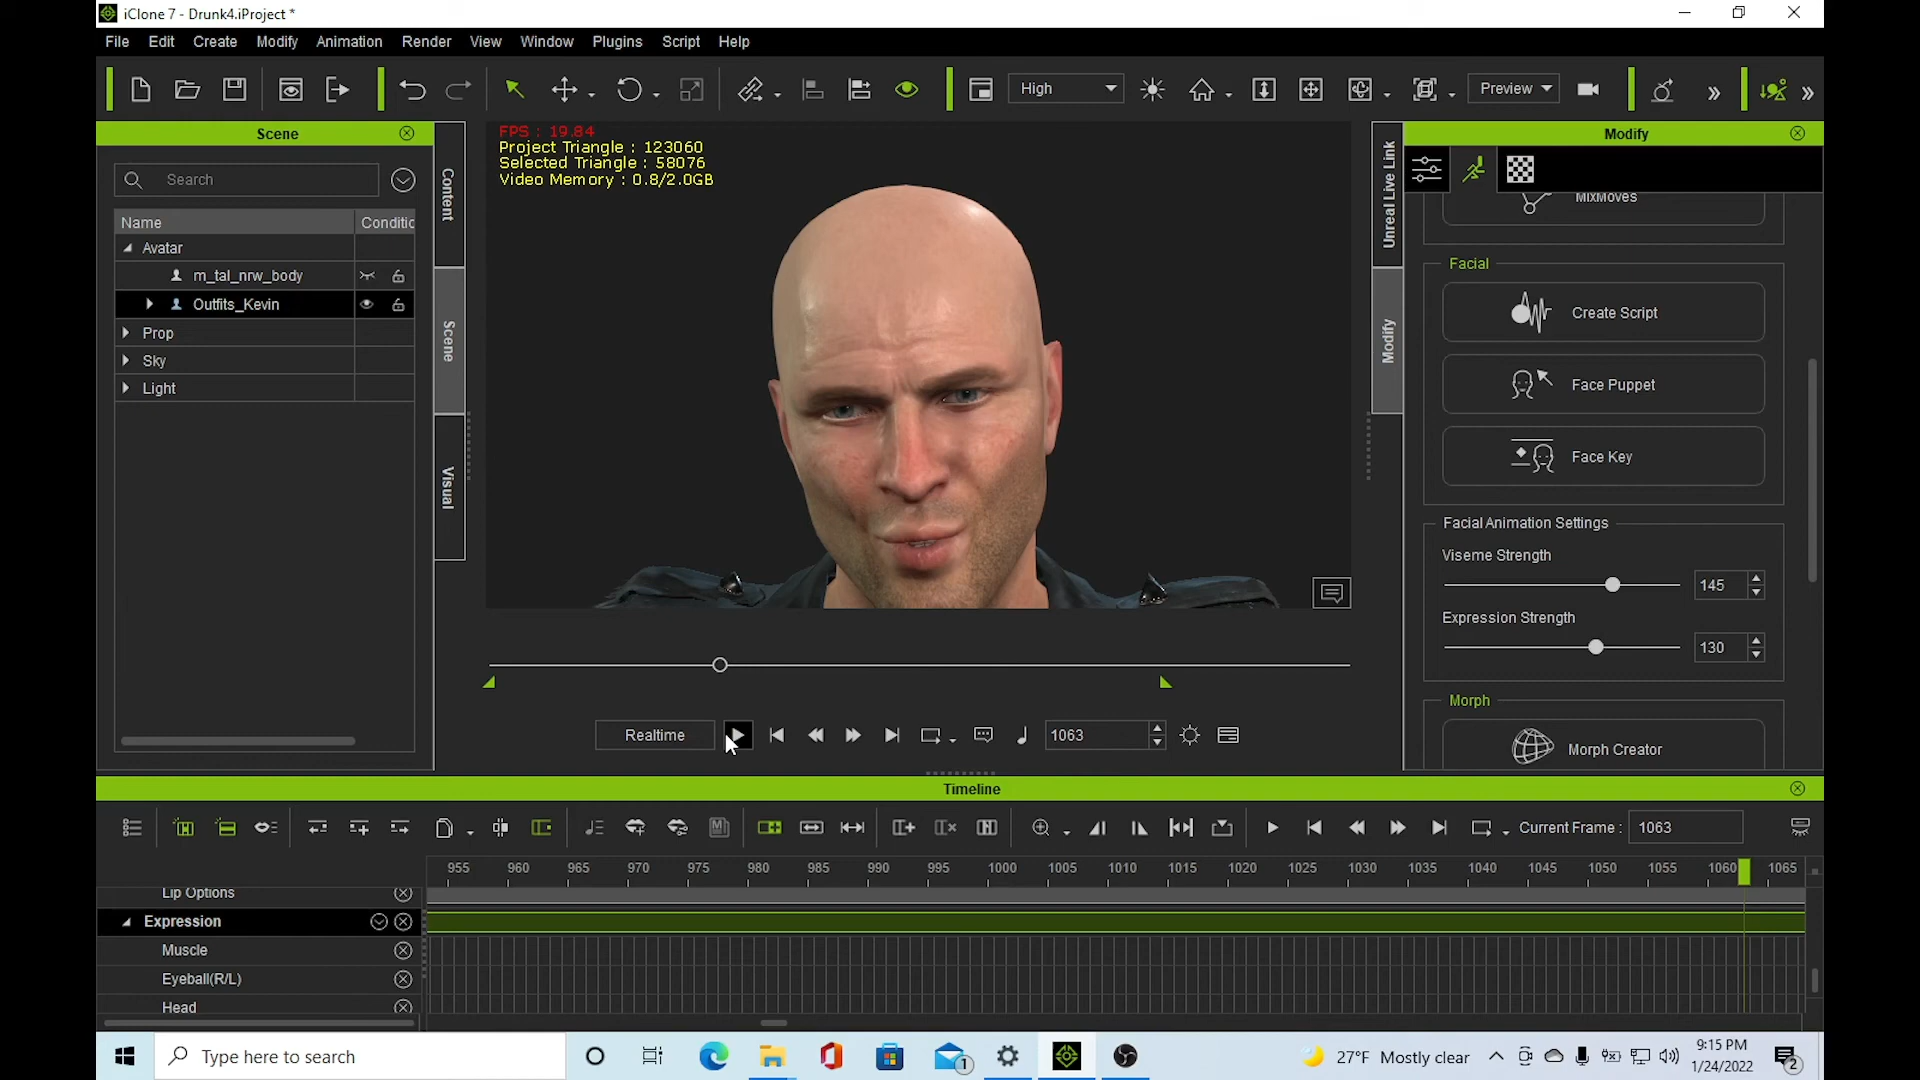 iClone 7 - Drunk4.iProject *
File Edit Create Modify Animation Render View Window Plugins Script Help
High
Preview
Scene
Search
Name Conditic
Avatar
m_tal_nrw_body
Outfits_Kevin
Prop
Sky
Light
Content
Scene
Visual
FPS : 19.84
Project Triangle : 123060
Selected Triangle : 58076
Video Memory : 0.8/2.0GB
Realtime
1063
Unreal Live Link
Modify
Modify
MixMoves
Facial
Create Script
Face Puppet
Face Key
Facial Animation Settings
Viseme Strength
145
Expression Strength
130
Morph
Morph Creator
Timeline
Current Frame : 1063
955 960 965 970 975 980 985 990 995 1000 1005 1010 1015 1020 1025 1030 1035 1040 1045 1050 1055 1060 1065
Lip Options
Expression
Muscle
Eyeball(R/L)
Head
Type here to search
1
27°F Mostly clear
9:15 PM
1/24/2022
2